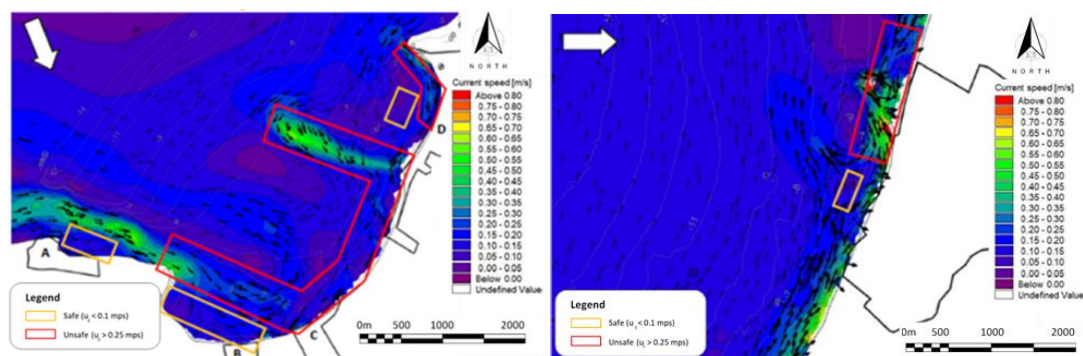 NORTH
Current speed [m/s]
Above 0.80
0.75 - 0.80
0.70 - 0.75
0.65 - 0.70
0.60 - 0.65
0.55 - 0.60
0.50 - 0.55
0.45 - 0.50
0.40 - 0.45
0.35 - 0.40
0.30 - 0.35
0.25 - 0.30
0.20 - 0.25
0.15 - 0.20
0.10 - 0.15
0.05 - 0.10
0.00 - 0.05
Below 0.00
Undefined Value
D
A
B
C
Legend
Safe (u < 0.1 mps)
Unsafe (u > 0.25 mps)
0m 500 1000 2000
NORTH
Current speed [m/s]
Above 0.80
0.75 - 0.80
0.70 - 0.75
0.65 - 0.70
0.60 - 0.65
0.55 - 0.60
0.50 - 0.55
0.45 - 0.50
0.40 - 0.45
0.35 - 0.40
0.30 - 0.35
0.25 - 0.30
0.20 - 0.25
0.15 - 0.20
0.10 - 0.15
0.05 - 0.10
0.00 - 0.05
Below 0.00
Undefined Value
-11
Legend
Safe (u < 0.1 mps)
Unsafe (u > 0.25 mps)
0m 500 1000 2000